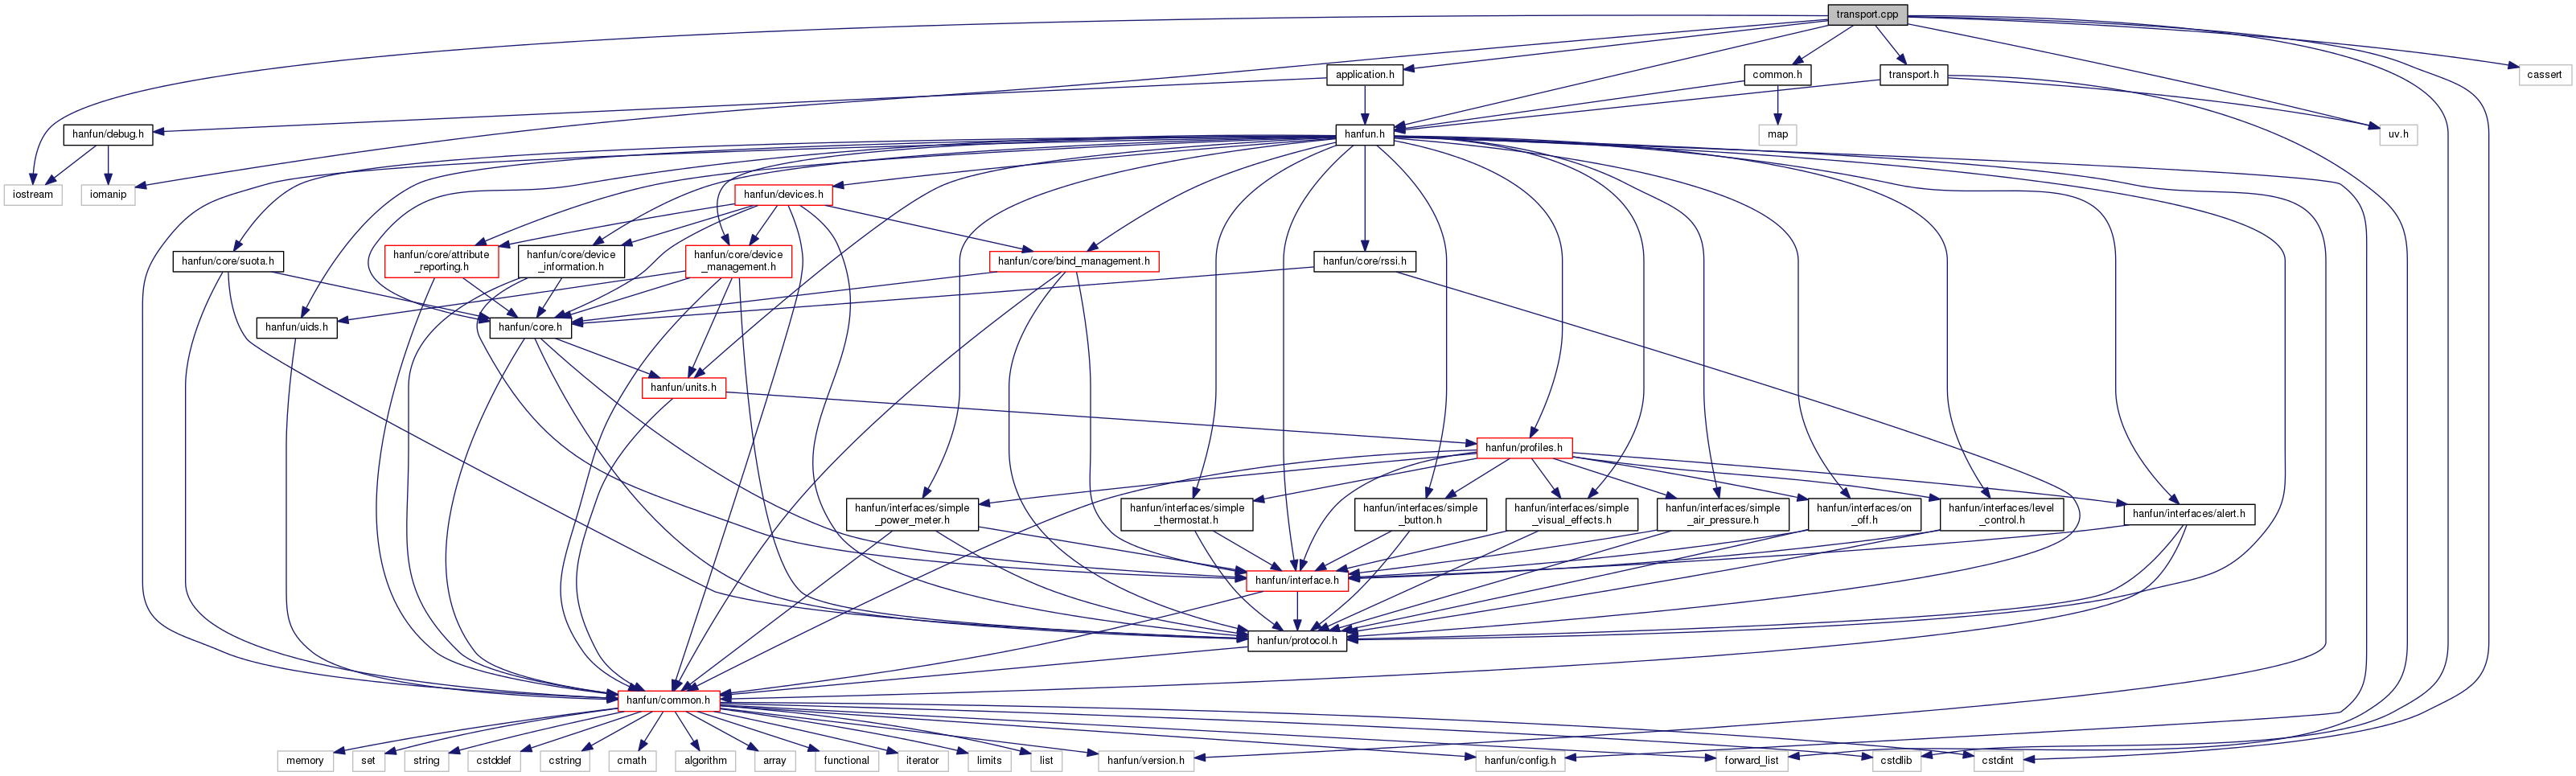 transport.cpp
application.h
common.h
transport.h
cassert
hanfun/debug.h
hanfun.h
map
uv.h
iostream
iomanip
hanfun/devices.h
hanfun/core/suota.h
hanfun/core/attribute
_reporting.h
hanfun/core/device
_information.h
hanfun/core/device
_management.h
hanfun/core/bind_management.h
hanfun/core/rssi.h
hanfun/uids.h
hanfun/core.h
hanfun/units.h
hanfun/profiles.h
hanfun/interfaces/simple
_power_meter.h
hanfun/interfaces/simple
_thermostat.h
hanfun/interfaces/simple
_button.h
hanfun/interfaces/simple
_visual_effects.h
hanfun/interfaces/simple
_air_pressure.h
hanfun/interfaces/on
_off.h
hanfun/interfaces/level
_control.h
hanfun/interfaces/alert.h
hanfun/interface.h
hanfun/protocol.h
hanfun/common.h
memory
set
string
cstddef
cstring
cmath
algorithm
array
functional
iterator
limits
list
hanfun/version.h
hanfun/config.h
forward_list
cstdlib
cstdint